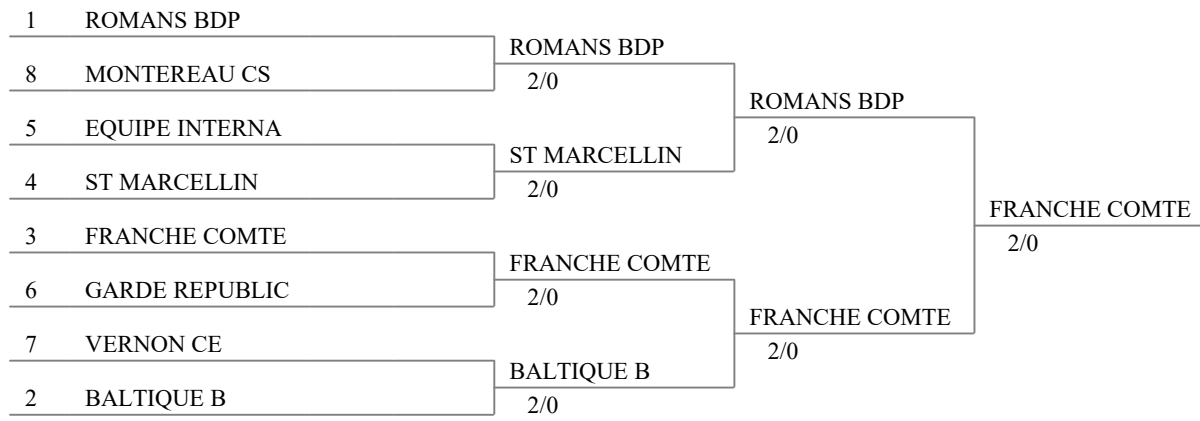 1 ROMANS BDP
8 MONTEREAU CS
5 EQUIPE INTERNA
4 ST MARCELLIN
3 FRANCHE COMTE
6 GARDE REPUBLIC
7 VERNON CE
2 BALTIQUE B
ROMANS BDP
2/0
ST MARCELLIN
2/0
FRANCHE COMTE
2/0
BALTIQUE B
2/0
ROMANS BDP
2/0
FRANCHE COMTE
2/0
FRANCHE COMTE
2/0